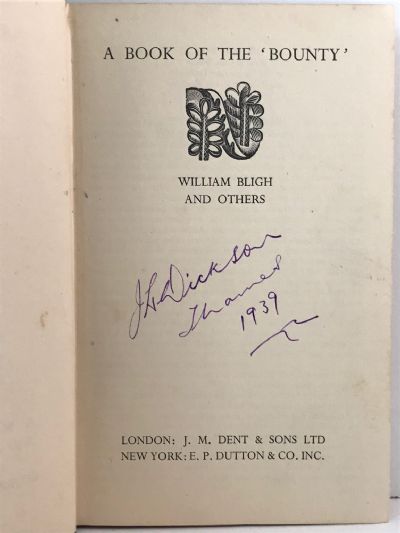 A BOOK OF THE 'BOUNTY'
WILLIAM BLIGH
AND OTHERS
Dickson
Thames
1939
LONDON: J. M. DENT & SONS LTD
NEW YORK: E. P. DUTTON & CO. INC.